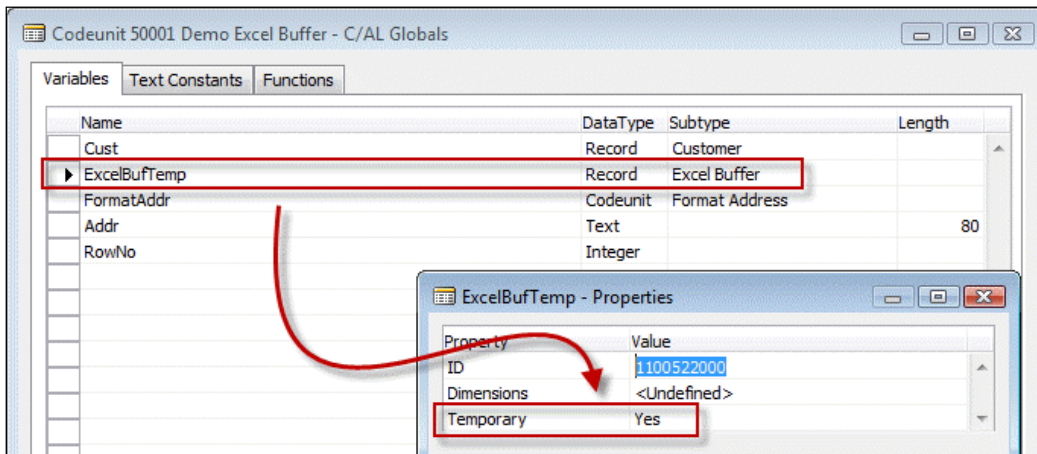 Codeunit 50001 Demo Excel Buffer - C/AL Globals
Variables Text Constants Functions
Name DataType Subtype Length
Cust Record Customer
ExcelBufTemp Record Excel Buffer
FormatAddr Codeunit Format Address
Addr Text 80
RowNo Integer
ExcelBufTemp - Properties
Property Value
ID 1100522000
Dimensions <Undefined>
Temporary Yes